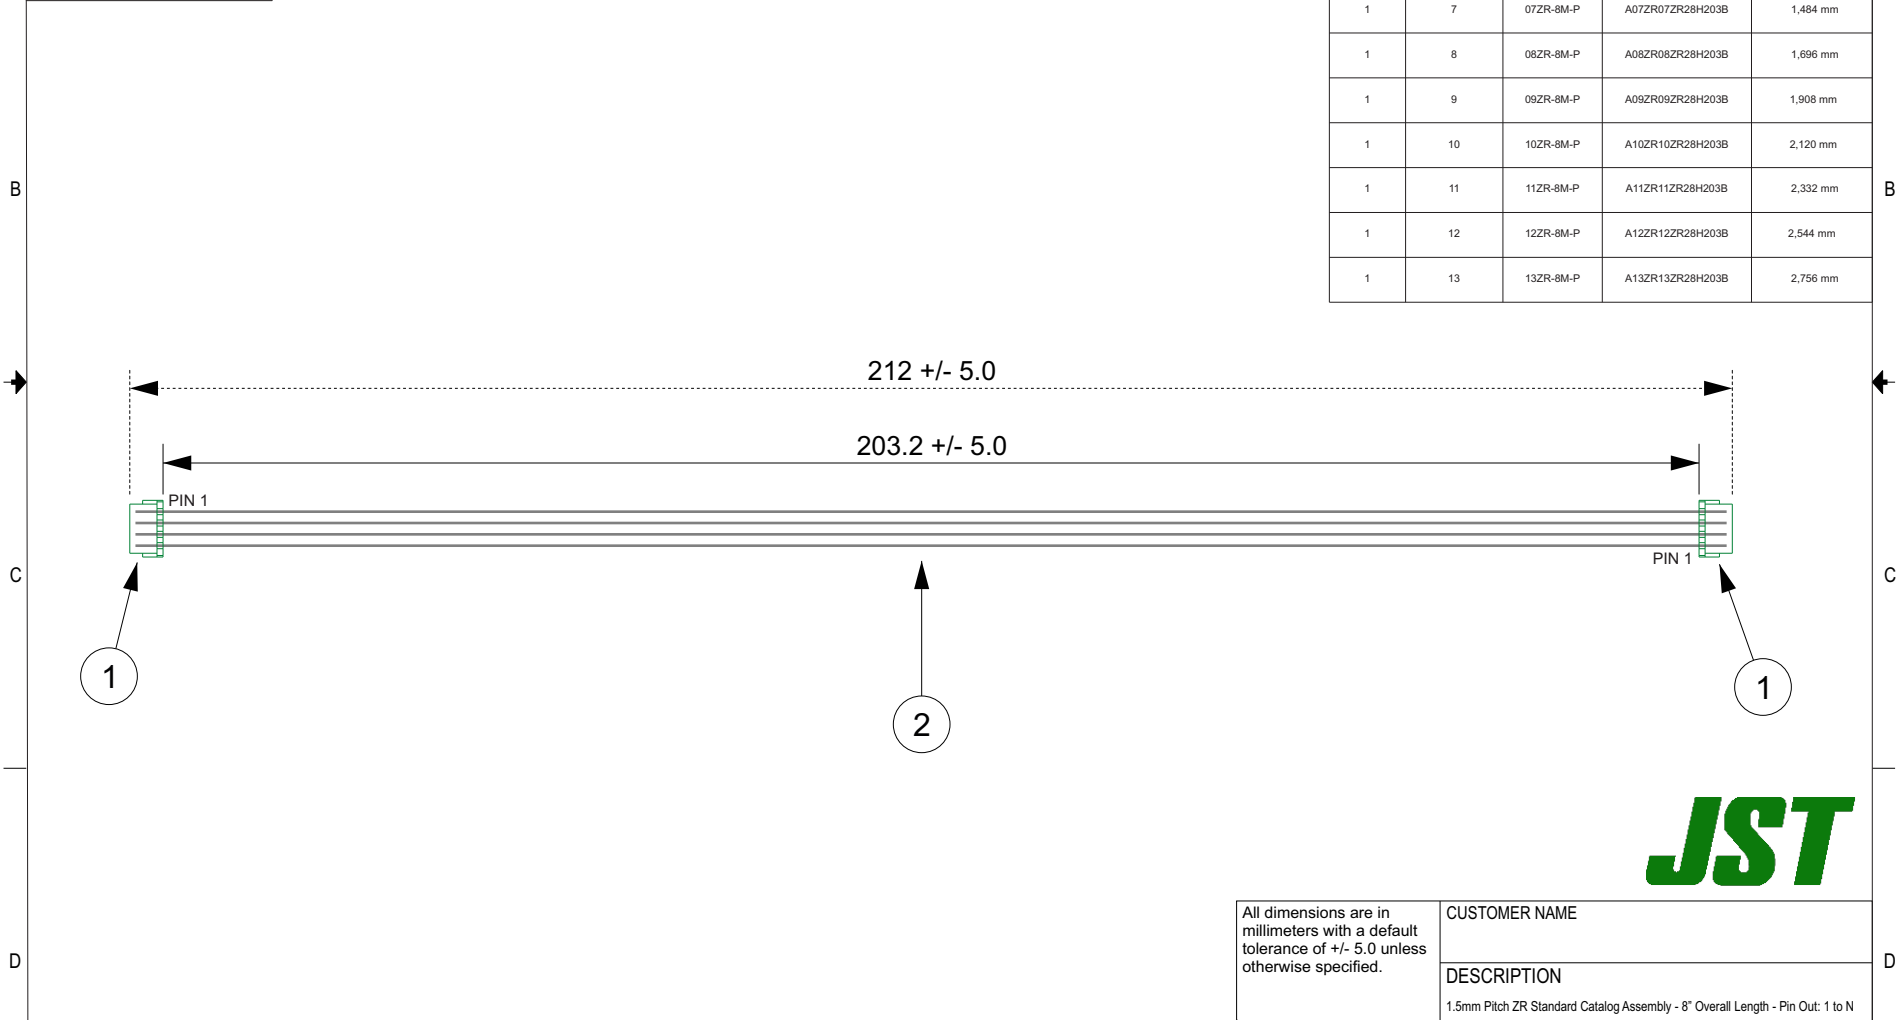 1 7 07ZR-8M-P A07ZR07ZR28H203B 1,484 mm
1 8 08ZR-8M-P A08ZR08ZR28H203B 1,696 mm
1 9 09ZR-8M-P A09ZR09ZR28H203B 1,908 mm
1 10 10ZR-8M-P A10ZR10ZR28H203B 2,120 mm
B 1 11 11ZR-8M-P A11ZR11ZR28H203B 2,332 mm B
1 12 12ZR-8M-P A12ZR12ZR28H203B 2,544 mm
1 13 13ZR-8M-P A13ZR13ZR28H203B 2,756 mm
212 +/- 5.0
203.2 +/- 5.0
PIN 1
PIN 1
C C
1 1
2
JST
All dimensions are in
millimeters with a default
tolerance of +/- 5.0 unless
otherwise specified.
CUSTOMER NAME
D D
DESCRIPTION
1.5mm Pitch ZR Standard Catalog Assembly - 8" Overall Length - Pin Out: 1 to N